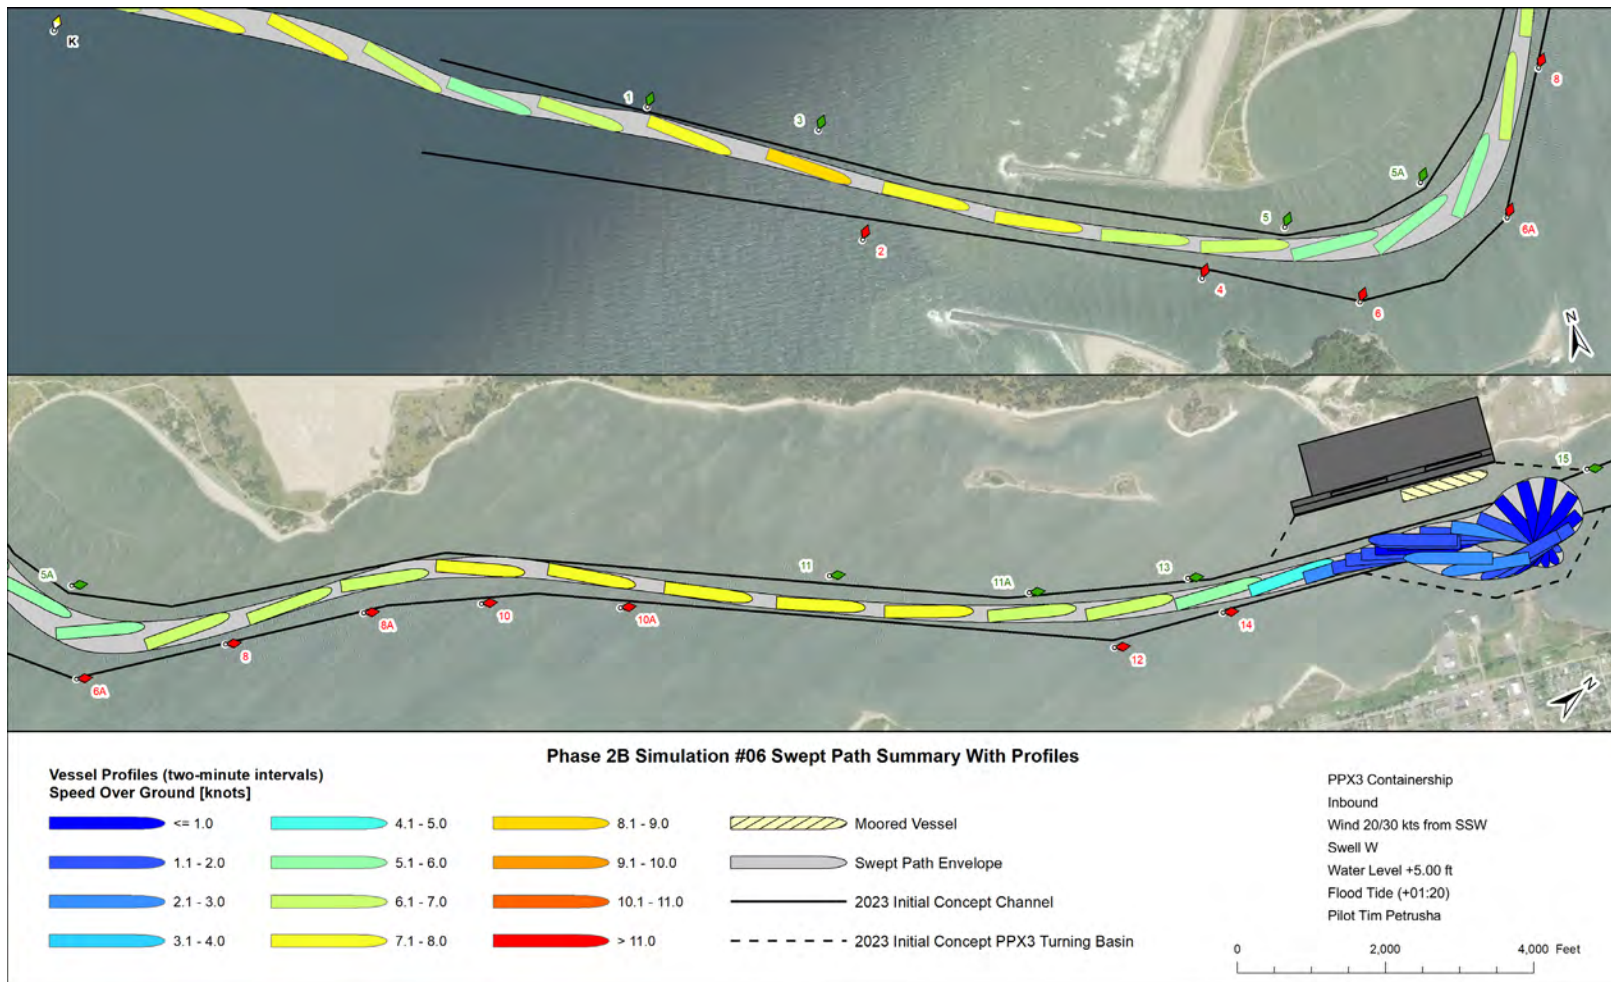 K
1
3
2
5
4
6
5A
6A
8
N
5A
6A
8
8A
10
10A
11
11A
12
13
14
15
N
Phase 2B Simulation #06 Swept Path Summary With Profiles
Vessel Profiles (two-minute intervals)
Speed Over Ground [knots]
<= 1.0
1.1 - 2.0
2.1 - 3.0
3.1 - 4.0
4.1 - 5.0
5.1 - 6.0
6.1 - 7.0
7.1 - 8.0
8.1 - 9.0
9.1 - 10.0
10.1 - 11.0
> 11.0
Moored Vessel
Swept Path Envelope
2023 Initial Concept Channel
2023 Initial Concept PPX3 Turning Basin
PPX3 Containership
Inbound
Wind 20/30 kts from SSW
Swell W
Water Level +5.00 ft
Flood Tide (+01:20)
Pilot Tim Petrusha
0 2,000 4,000 Feet